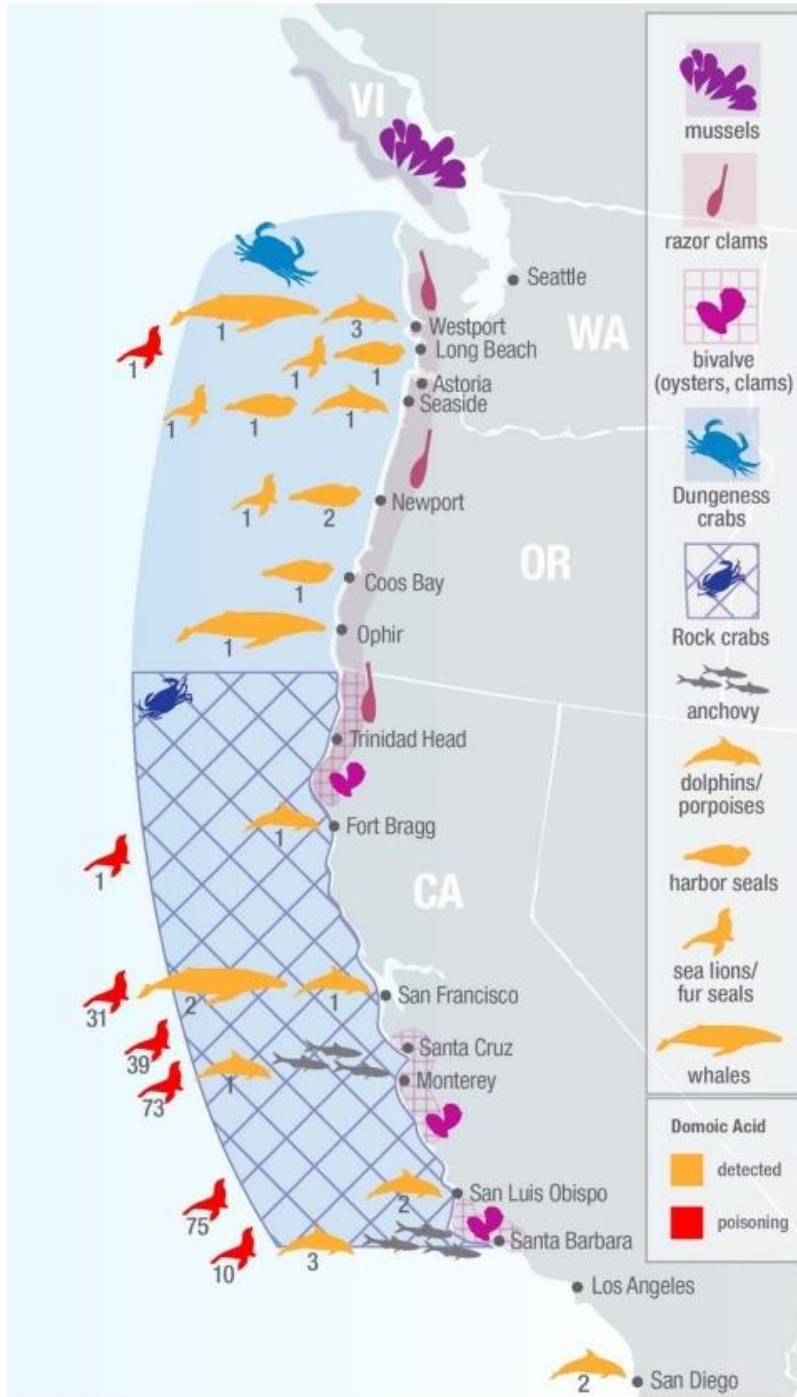 VI
mussels
razor clams
Seattle
WA
1
3
Westport
Long Beach
1
1
1
bivalve
(oysters, clams)
Astoria
Seaside
1
1
1
Dungeness
crabs
1
2
Newport
OR
1
Coos Bay
1
Ophir
Rock crabs
anchovy
Trinidad Head
dolphins/
porpoises
1
Fort Bragg
1
harbor seals
CA
sea lions/
fur seals
31
2
1
San Francisco
39
Santa Cruz
73
1
Monterey
whales
Domoic Acid
detected
poisoning
2
San Luis Obispo
75
10
3
Santa Barbara
Los Angeles
2
San Diego